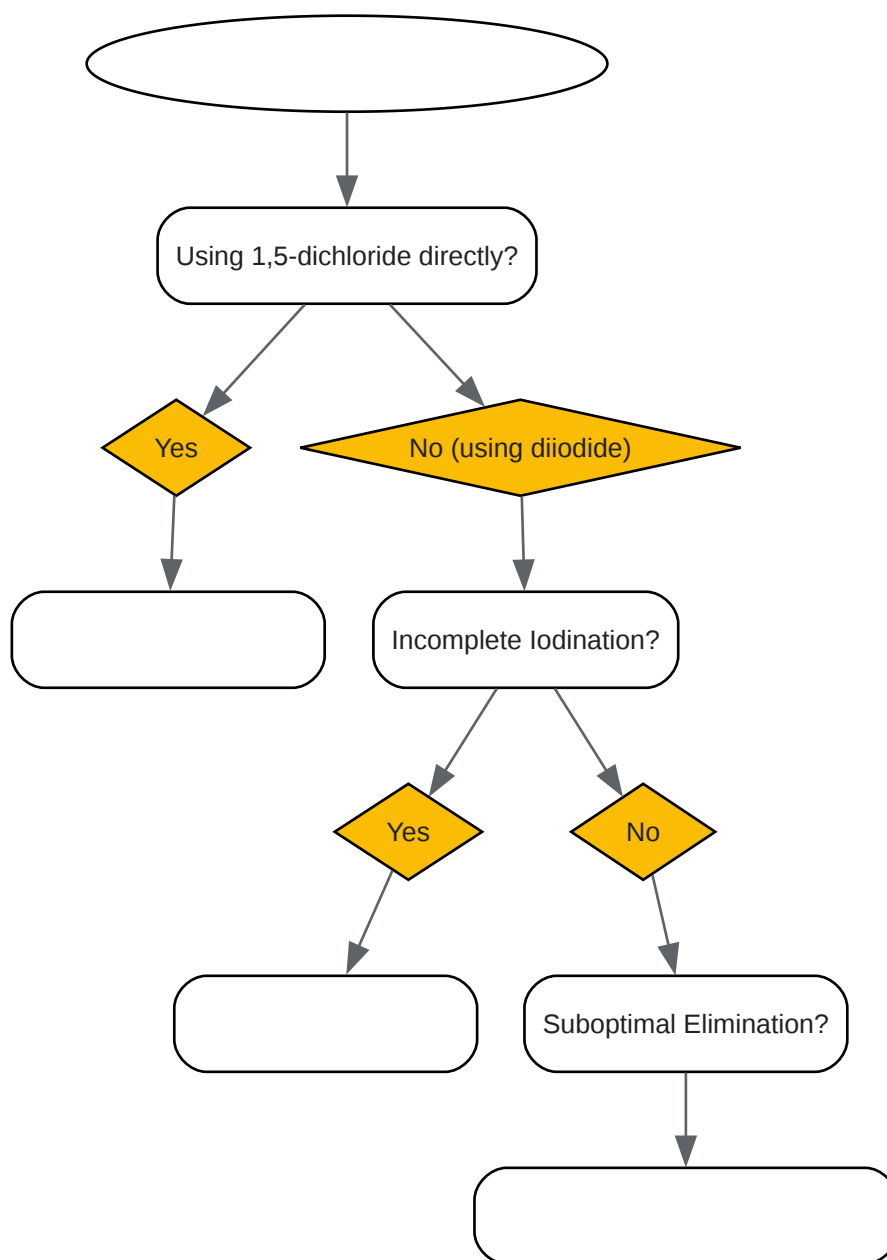 Using 1,5-dichloride directly?
Yes
No (using diiodide)
Incomplete Iodination?
Yes
No
Suboptimal Elimination?